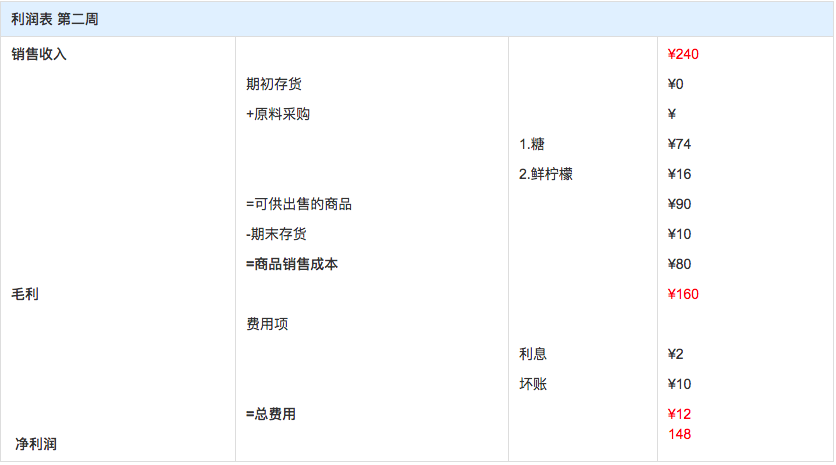 利润表 第二周
销售收入 ¥240
期初存货 ¥0
+原料采购 ¥
1.糖 ¥74
2.鲜柠檬 ¥16
=可供出售的商品 ¥90
-期末存货 ¥10
=商品销售成本 ¥80
毛利 ¥160
费用项
利息 ¥2
坏账 ¥10
=总费用 ¥12
148
净利润